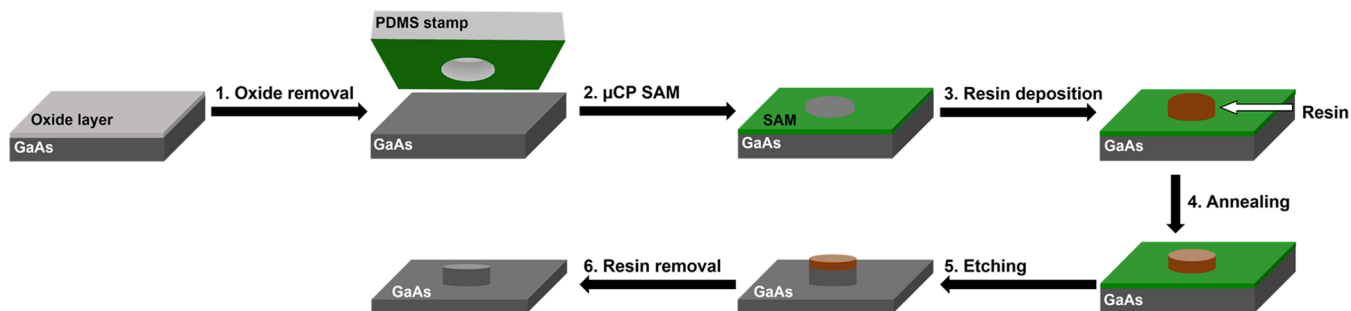 PDMS stamp
1. Oxide removal
2. µCP SAM
3. Resin deposition
Oxide layer
GaAs
GaAs
SAM
GaAs
Resin
GaAs
4. Annealing
6. Resin removal
5. Etching
GaAs
GaAs
GaAs